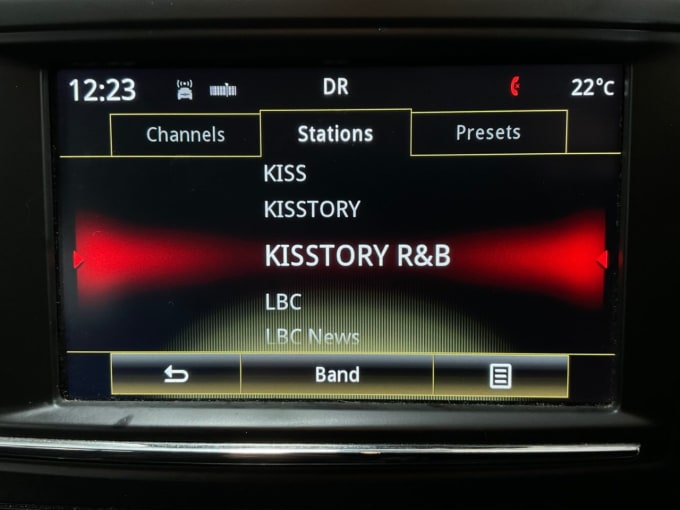 12:23 DR 22°C
Channels Stations Presets
KISS
KISSTORY
KISSTORY R&B
LBC
LBC News
Band